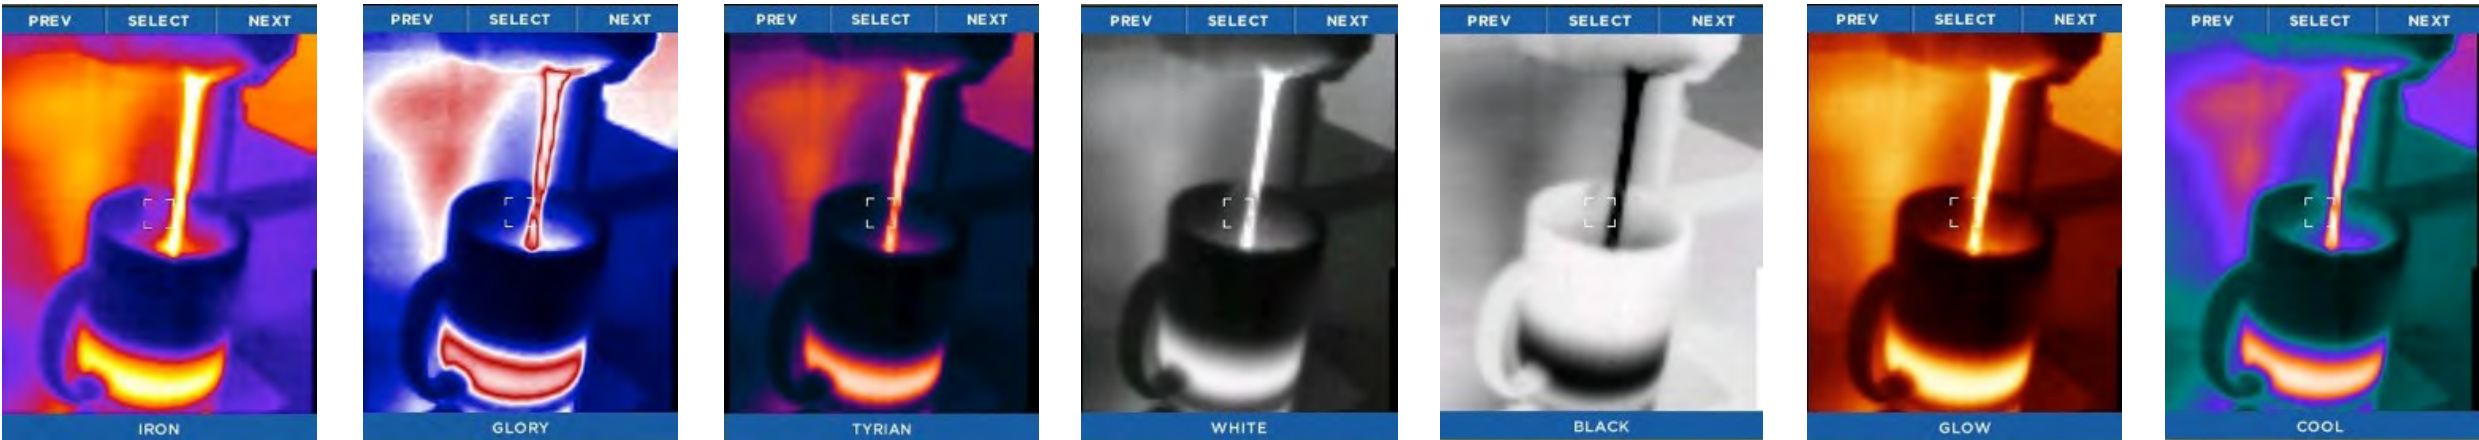 PREV SELECT NEXT
IRON
PREV SELECT NEXT
GLORY
PREV SELECT NEXT
TYRIAN
PREV SELECT NEXT
WHITE
PREV SELECT NEXT
BLACK
PREV SELECT NEXT
GLOW
PREV SELECT NEXT
COOL